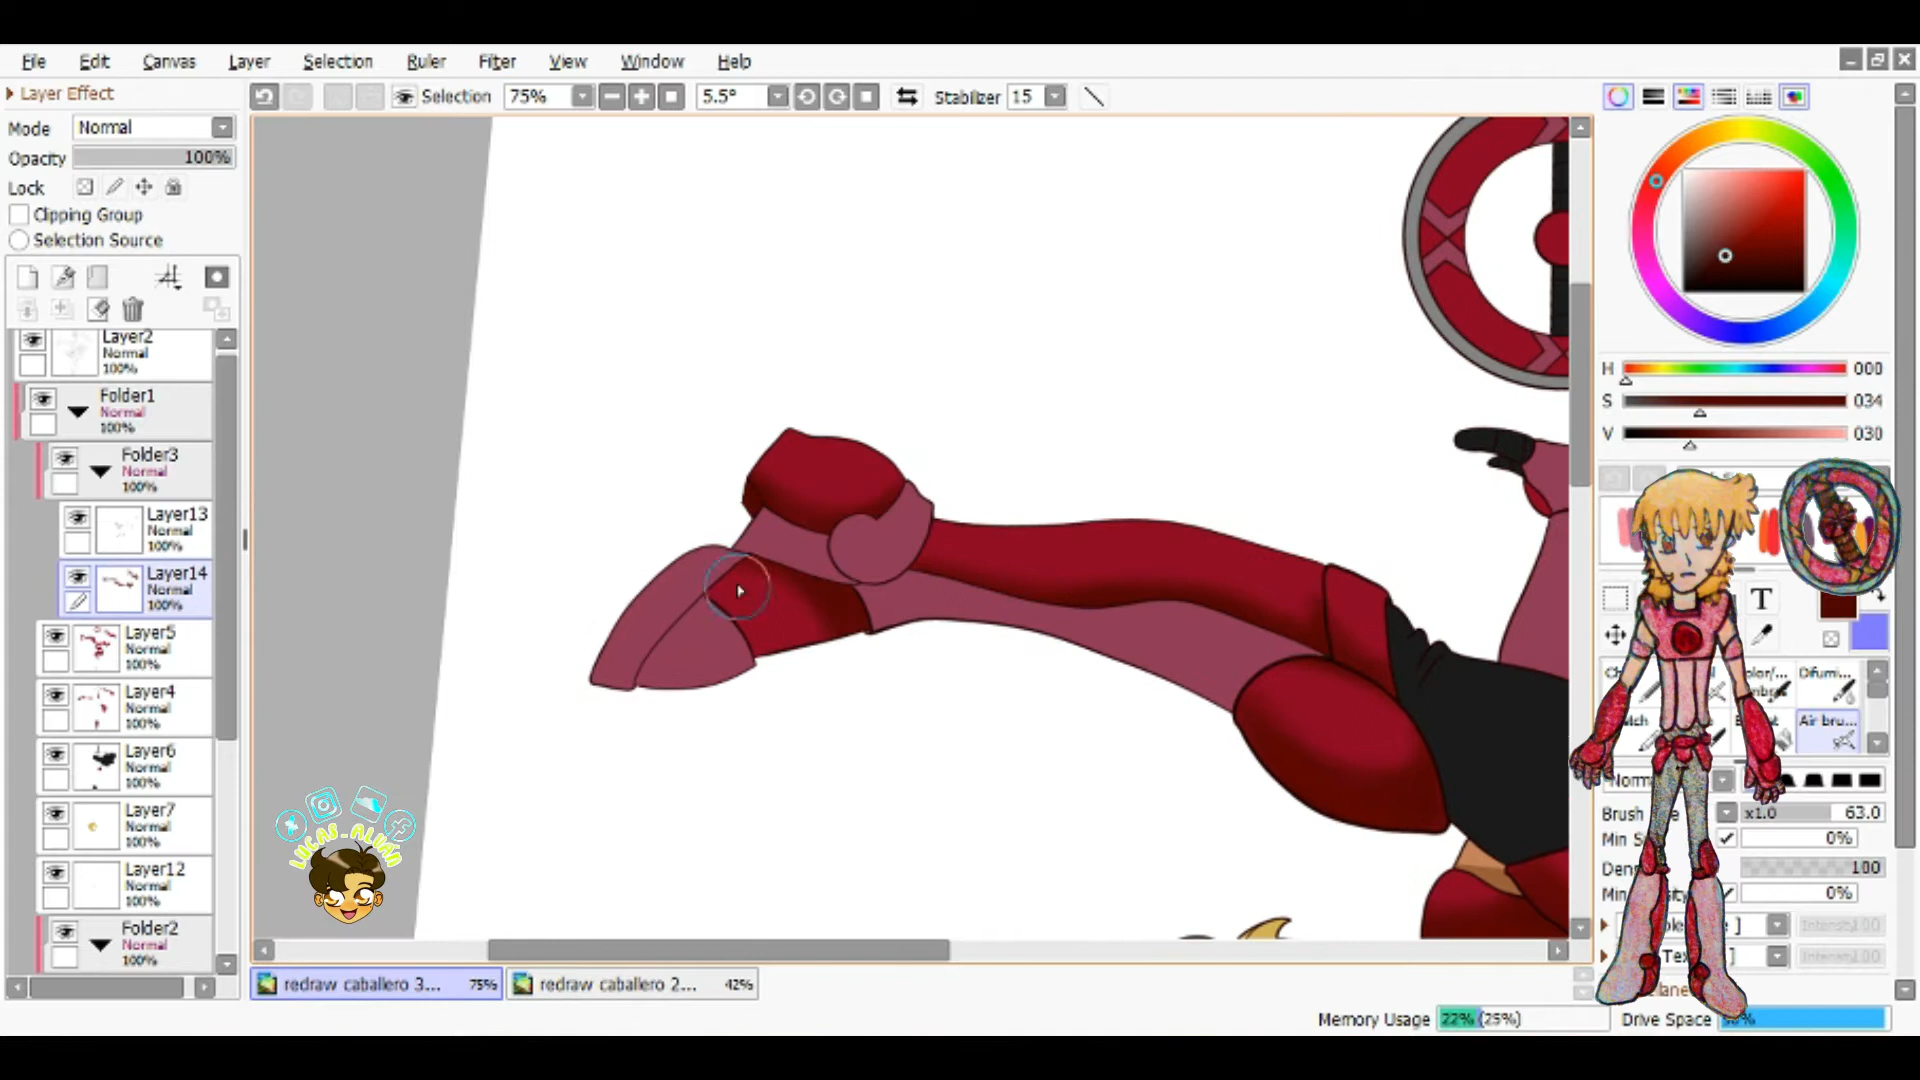 File Edit Canvas Layer Selection Ruler Filter View Window Help
Layer Effect
Selection 75% 5.5° Stabilizer 15
Mode Normal
Opacity 100%
Lock
Clipping Group
Selection Source
Layer2
Normal
100%
Folder1
Normal
100%
Folder3
Normal
100%
Layer13
Normal
100%
Layer14
Normal
100%
Layer5
Normal
100%
Layer4
Normal
100%
Layer6
Normal
100%
Layer7
Normal
100%
Layer12
Normal
100%
Folder2
Normal
100%
LUCAS_ALUAN
H 000
S 034
V 030
T
Difumi...
Air bru...
x1.0 63.0
0%
100
0%
redraw caballero 3... 75% redraw caballero 2... 42%
Memory Usage 22% (25%) Drive Space